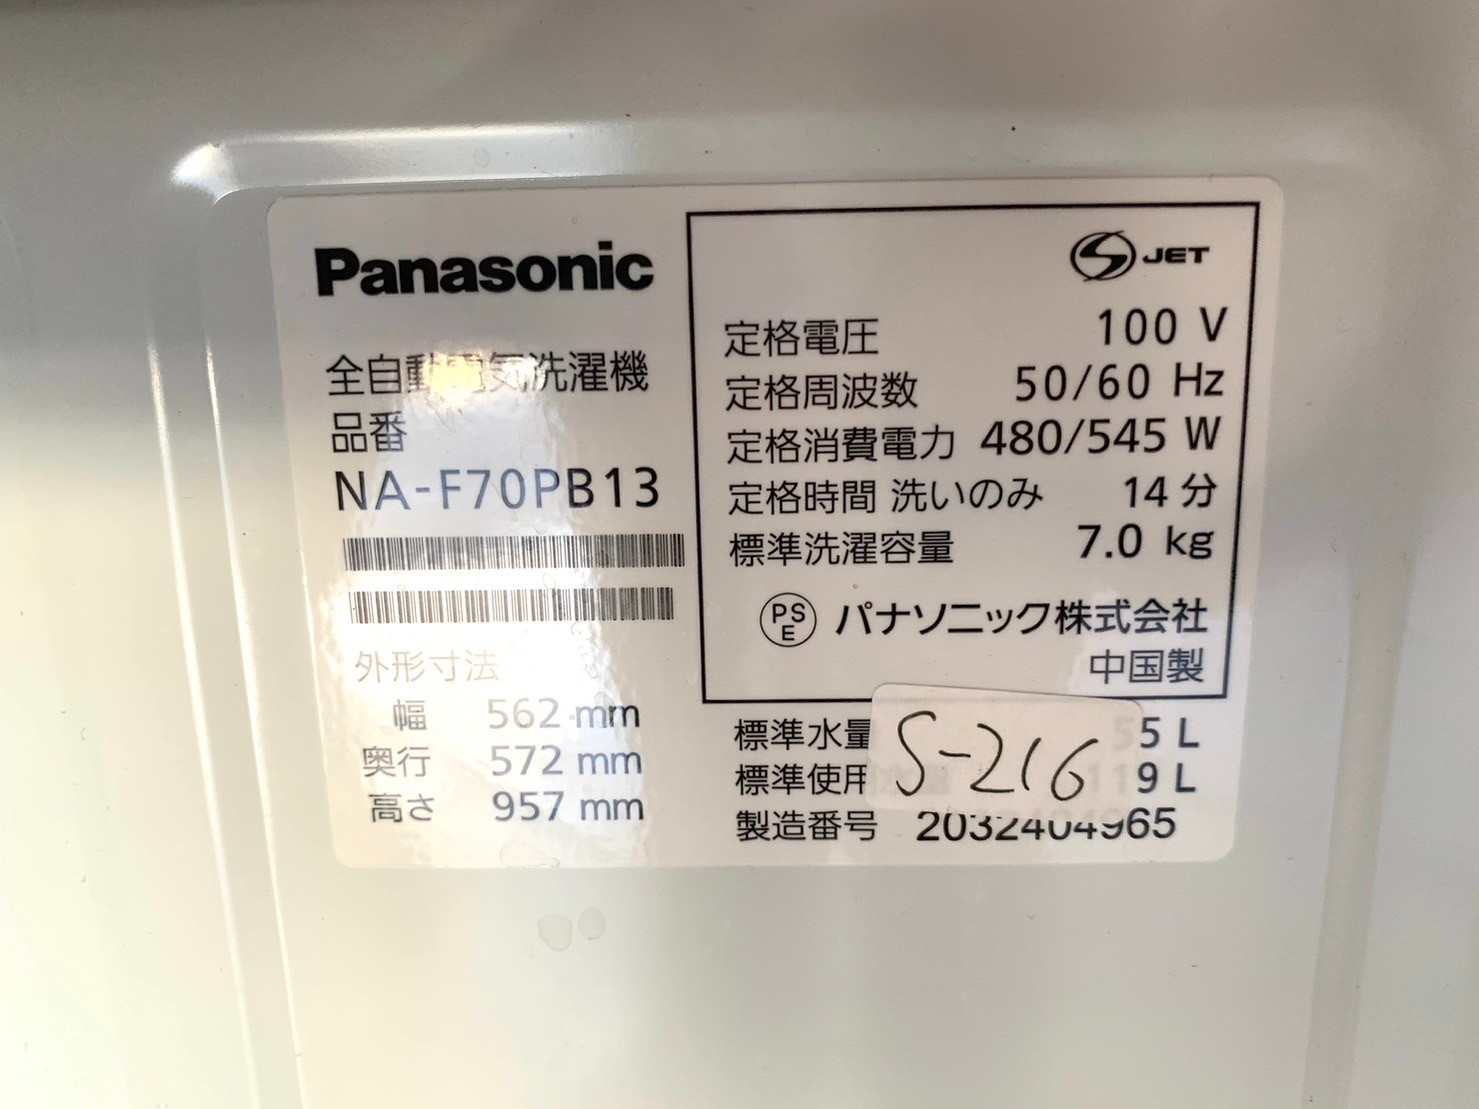 Panasonic
全自動電気洗濯機
品番
NA-F70PB13
外形寸法
幅 562 mm
奥行 572 mm
高さ 957 mm
JET
定格電圧 100 V
定格周波数 50/60 Hz
定格消費電力 480/545 W
定格時間 洗いのみ 14 分
標準洗濯容量 7.0 kg
PS
E
パナソニック株式会社
中国製
標準水量 55 L
標準使用水量 119 L
製造番号 2032404965
S-216